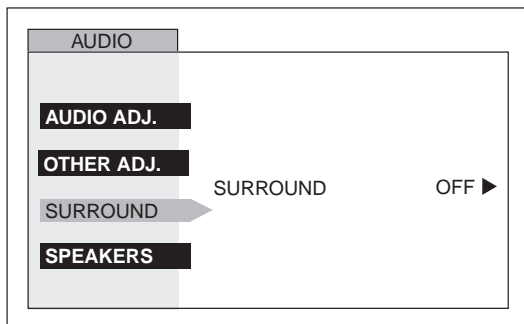 AUDIO
AUDIO ADJ.
OTHER ADJ.
SURROUND
SPEAKERS
SURROUND OFF ▶